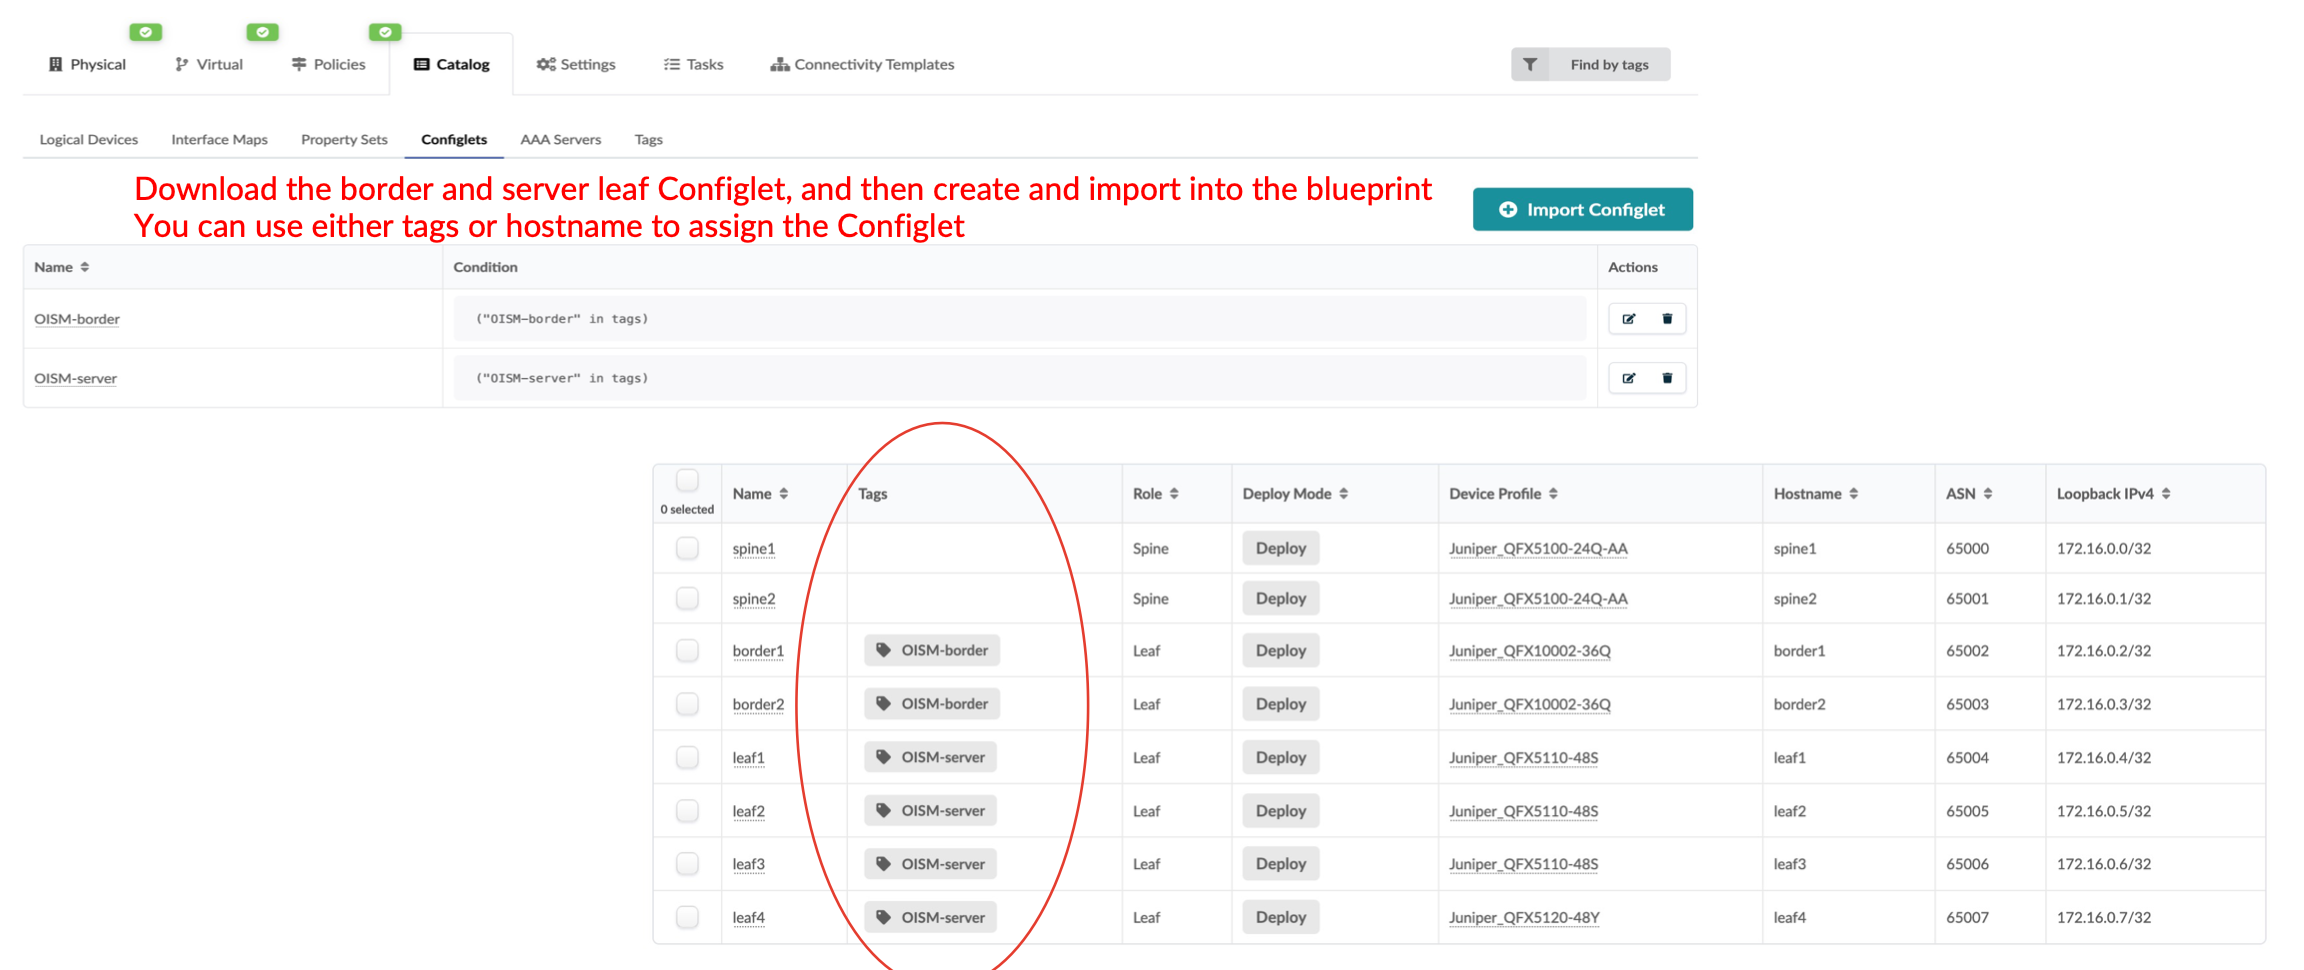 Physical Virtual Policies Catalog Settings Tasks Connectivity Templates Find by tags
Logical Devices Interface Maps Property Sets Configlets AAA Servers Tags
Download the border and server leaf Configlet, and then create and import into the blueprint
You can use either tags or hostname to assign the Configlet
Import Configlet
Name Condition Actions
OISM-border ("OISM-border" in tags)
OISM-server ("OISM-server" in tags)
0 selected Name Tags Role Deploy Mode Device Profile Hostname ASN Loopback IPv4
spine1 Spine Deploy Juniper_QFX5100-24Q-AA spine1 65000 172.16.0.0/32
spine2 Spine Deploy Juniper_QFX5100-24Q-AA spine2 65001 172.16.0.1/32
border1 OISM-border Leaf Deploy Juniper_QFX10002-36Q border1 65002 172.16.0.2/32
border2 OISM-border Leaf Deploy Juniper_QFX10002-36Q border2 65003 172.16.0.3/32
leaf1 OISM-server Leaf Deploy Juniper_QFX5110-48S leaf1 65004 172.16.0.4/32
leaf2 OISM-server Leaf Deploy Juniper_QFX5110-48S leaf2 65005 172.16.0.5/32
leaf3 OISM-server Leaf Deploy Juniper_QFX5110-48S leaf3 65006 172.16.0.6/32
leaf4 OISM-server Leaf Deploy Juniper_QFX5120-48Y leaf4 65007 172.16.0.7/32